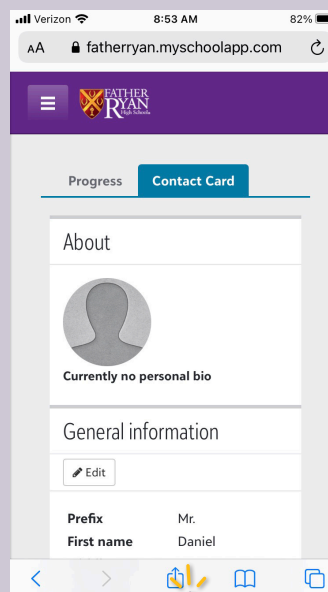 Verizon 8:53 AM 82%
AA fatherryan.myschoolapp.com
FATHER
RYAN
High School
Progress Contact Card
About
Currently no personal bio
General information
Edit
Prefix Mr.
First name Daniel